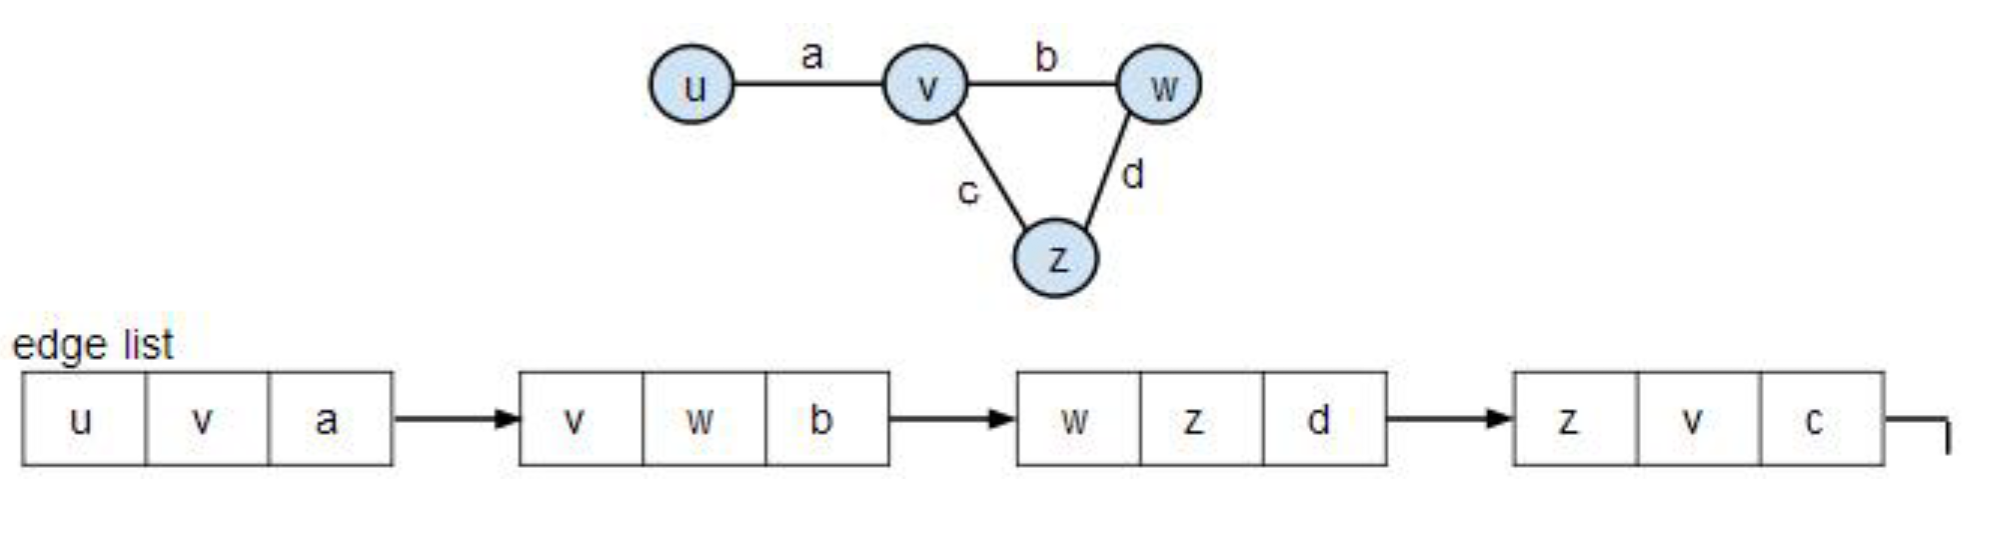 a b
u v w
c d
z
edge list
u v a v w b w z d z v c